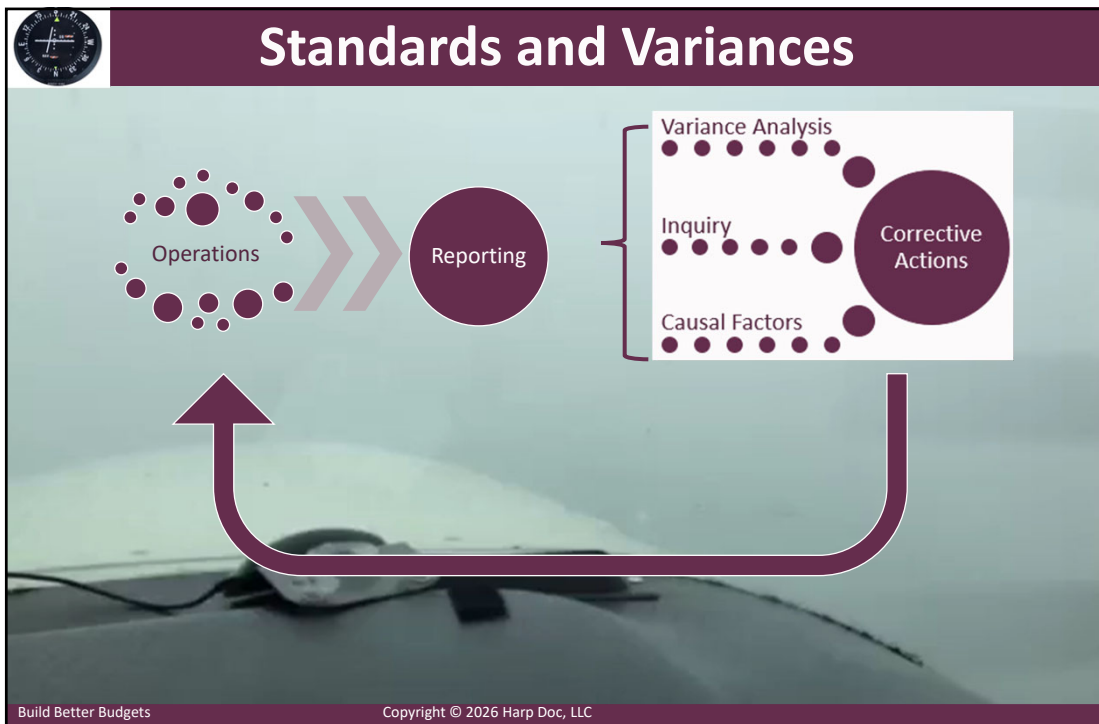 Standards and Variances
Operations
Reporting
Variance Analysis
Inquiry
Causal Factors
Corrective
Actions
Build Better Budgets
Copyright © 2026 Harp Doc, LLC